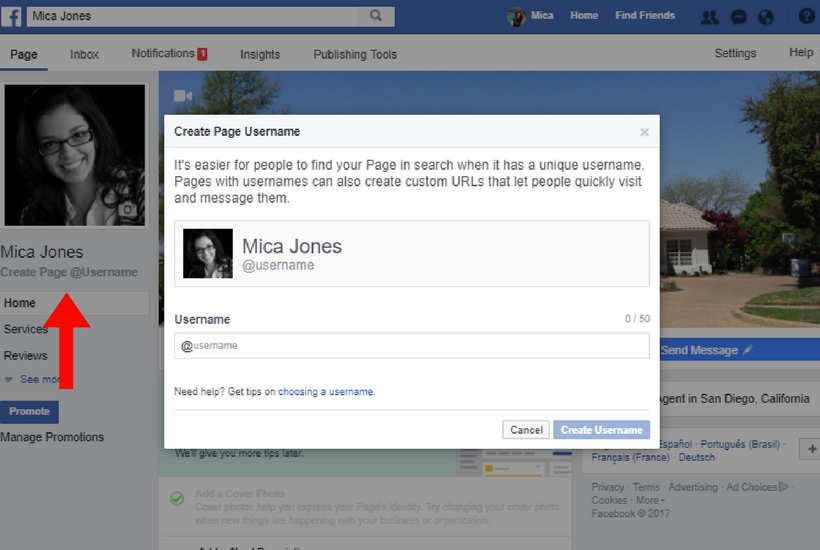 f
Mica Jones
Mica
Home
Find Friends
Page
Inbox
Notifications 1
Insights
Publishing Tools
Settings
Help
Mica Jones
Create Page @Username
Home
Services
Reviews
See
Promote
Manage Promotions
Create Page Username
It's easier for people to find your Page in search when it has a unique username.
Pages with usernames can also create custom URLs that let people quickly visit
and message them.
Mica Jones
@username
Username
0 / 50
@username
Need help? Get tips on choosing a username.
Cancel
Create Username
Send Message
Agent in San Diego, California
We'll give you more tips later.
Add a Cover Photo
Cover photos help you express your Page's identity. Try changing your cover photo
when new things are happening with your business or organization.
Español · Português (Brasil) ·
Français (France) · Deutsch
Privacy · Terms · Advertising · Ad Choices ·
Cookies · More
Facebook © 2017